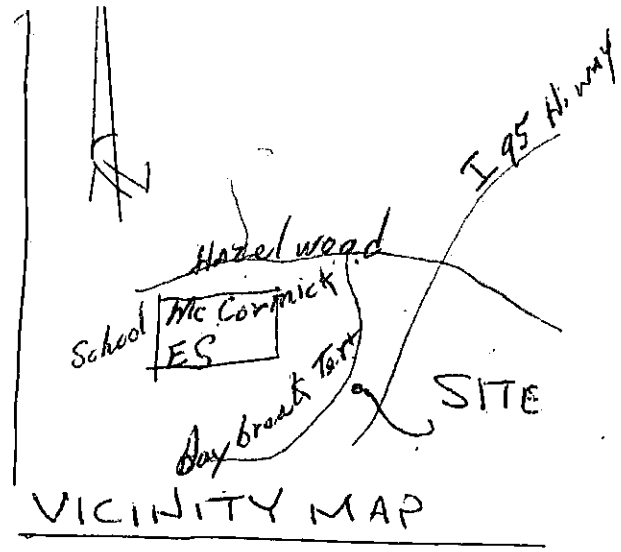 N
I 95 Hiway
Hazelwood
School
Mc Cormick
ES
Daybreak Terr
SITE
VICINITY MAP